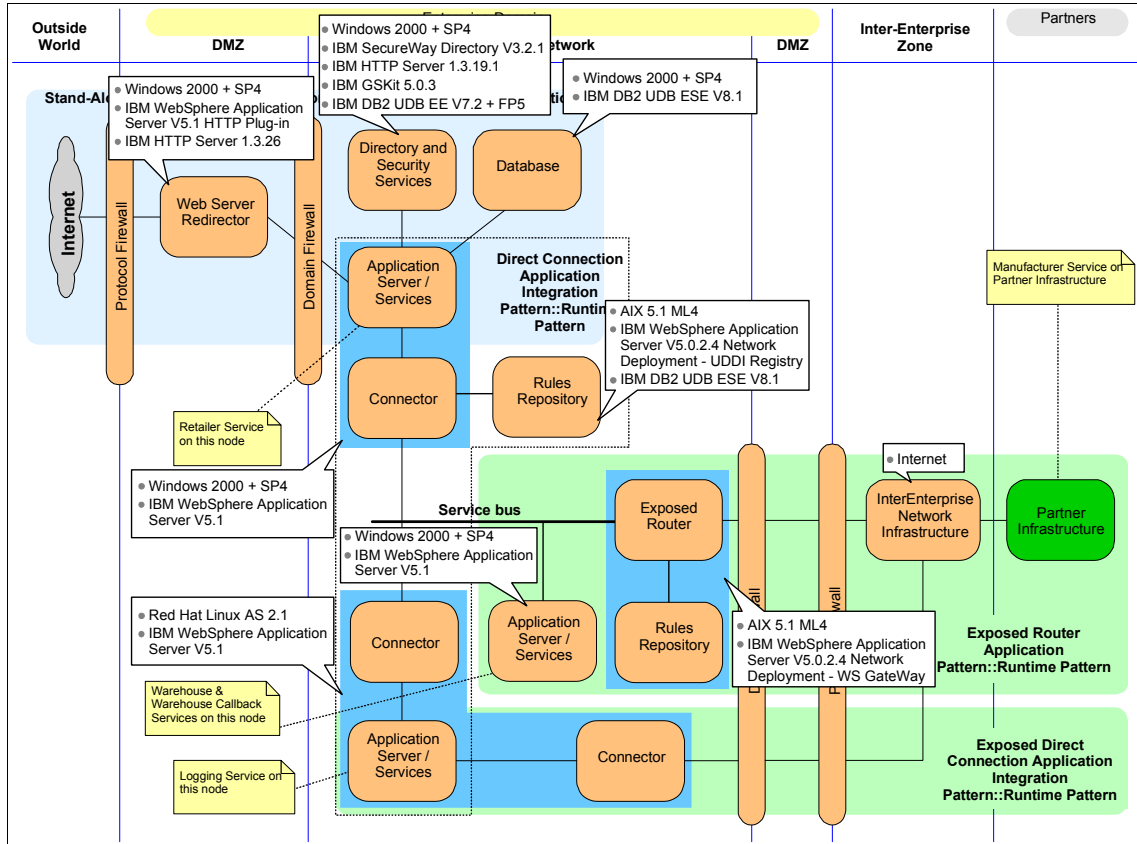 Outside
World
DMZ
Network
DMZ
Inter-Enterprise
Zone
Partners
Windows 2000 + SP4
IBM SecureWay Directory V3.2.1
IBM HTTP Server 1.3.19.1
IBM GSKit 5.0.3
IBM DB2 UDB EE V7.2 + FP5
Windows 2000 + SP4
IBM DB2 UDB ESE V8.1
Windows 2000 + SP4
IBM WebSphere Application
Server V5.1 HTTP Plug-in
IBM HTTP Server 1.3.26
Internet
Protocol Firewall
Web Server
Redirector
Domain Firewall
Directory and
Security
Services
Database
Application
Server /
Services
Direct Connection
Application
Integration
Pattern::Runtime
Pattern
Manufacturer Service on
Partner Infrastructure
AIX 5.1 ML4
IBM WebSphere Application
Server V5.0.2.4 Network
Deployment - UDDI Registry
IBM DB2 UDB ESE V8.1
Connector
Rules
Repository
Retailer Service
on this node
Windows 2000 + SP4
IBM WebSphere Application
Server V5.1
Internet
InterEnterprise
Network
Infrastructure
Partner
Infrastructure
Service bus
Exposed
Router
Windows 2000 + SP4
IBM WebSphere Application
Server V5.1
Red Hat Linux AS 2.1
IBM WebSphere Application
Server V5.1
Connector
Application
Server /
Services
Rules
Repository
AIX 5.1 ML4
IBM WebSphere Application
Server V5.0.2.4 Network
Deployment - WS GateWay
Exposed Router
Application
Pattern::Runtime Pattern
Warehouse &
Warehouse Callback
Services on this node
Application
Server /
Services
Connector
Logging Service on
this node
Exposed Direct
Connection Application
Integration
Pattern::Runtime Pattern